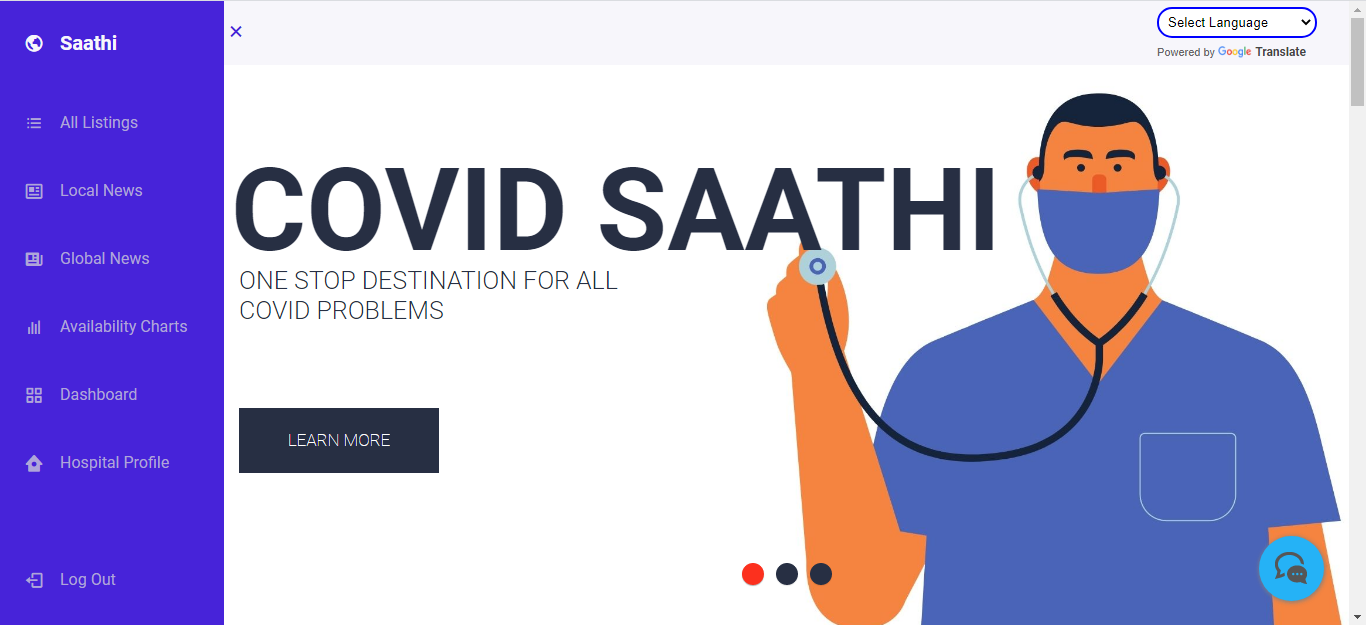 Saathi
All Listings
Local News
Global News
Availability Charts
Dashboard
Hospital Profile
Log Out
Select Language
Powered by Google Translate
COVID SAATHI
ONE STOP DESTINATION FOR ALL
COVID PROBLEMS
LEARN MORE